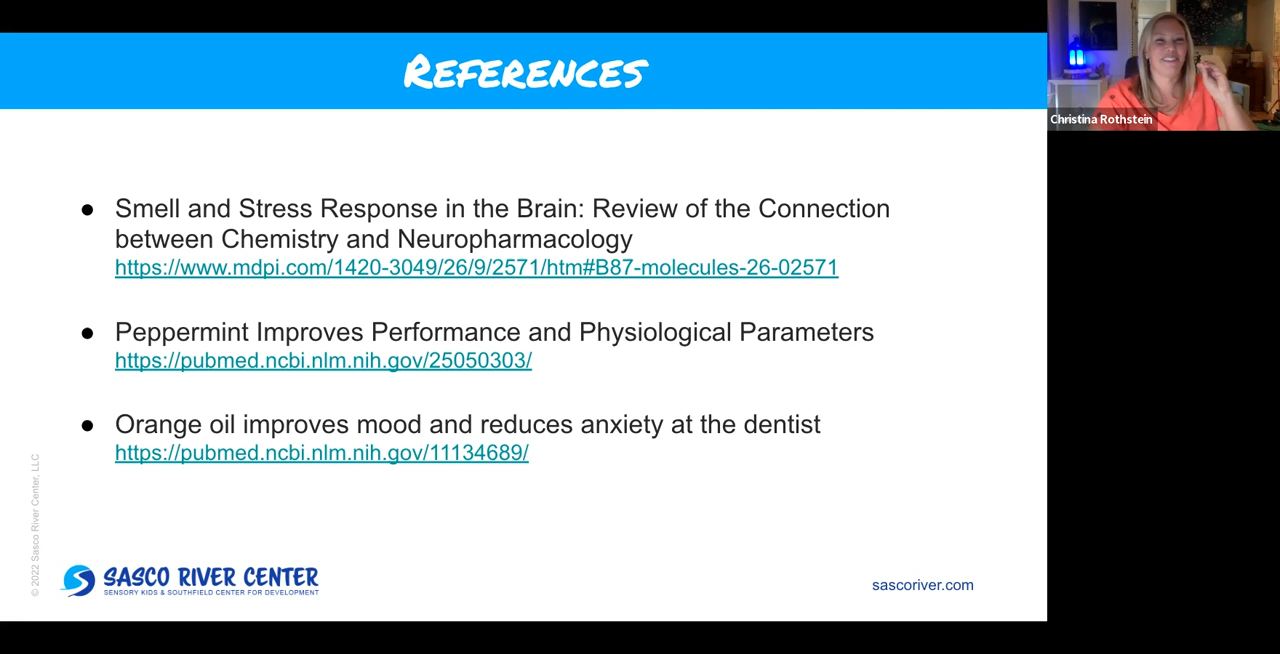 References
Christina Rothstein
● Smell and Stress Response in the Brain: Review of the Connection
between Chemistry and Neuropharmacology
https://www.mdpi.com/1420-3049/26/9/2571/htm#B87-molecules-26-02571
● Peppermint Improves Performance and Physiological Parameters
https://pubmed.ncbi.nlm.nih.gov/25050303/
● Orange oil improves mood and reduces anxiety at the dentist
https://pubmed.ncbi.nlm.nih.gov/11134689/
© 2022 Sasco River Center, LLC
SASCO RIVER CENTER
SENSORY KIDS & SOUTHFIELD CENTER FOR DEVELOPMENT
sascoriver.com